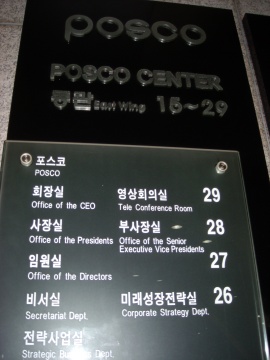 posco
POSCO CENTER
동관 East Wing 15~29
포스코
POSCO
회장실 영상회의실 29
Office of the CEO Tele Conference Room
사장실 부사장실 28
Office of the Presidents Office of the Senior
Executive Vice Presidents
임원실 27
Office of the Directors
비서실 미래성장전략실 26
Secretariat Dept. Corporate Strategy Dept.
전략사업실
Strategic Business Dept.